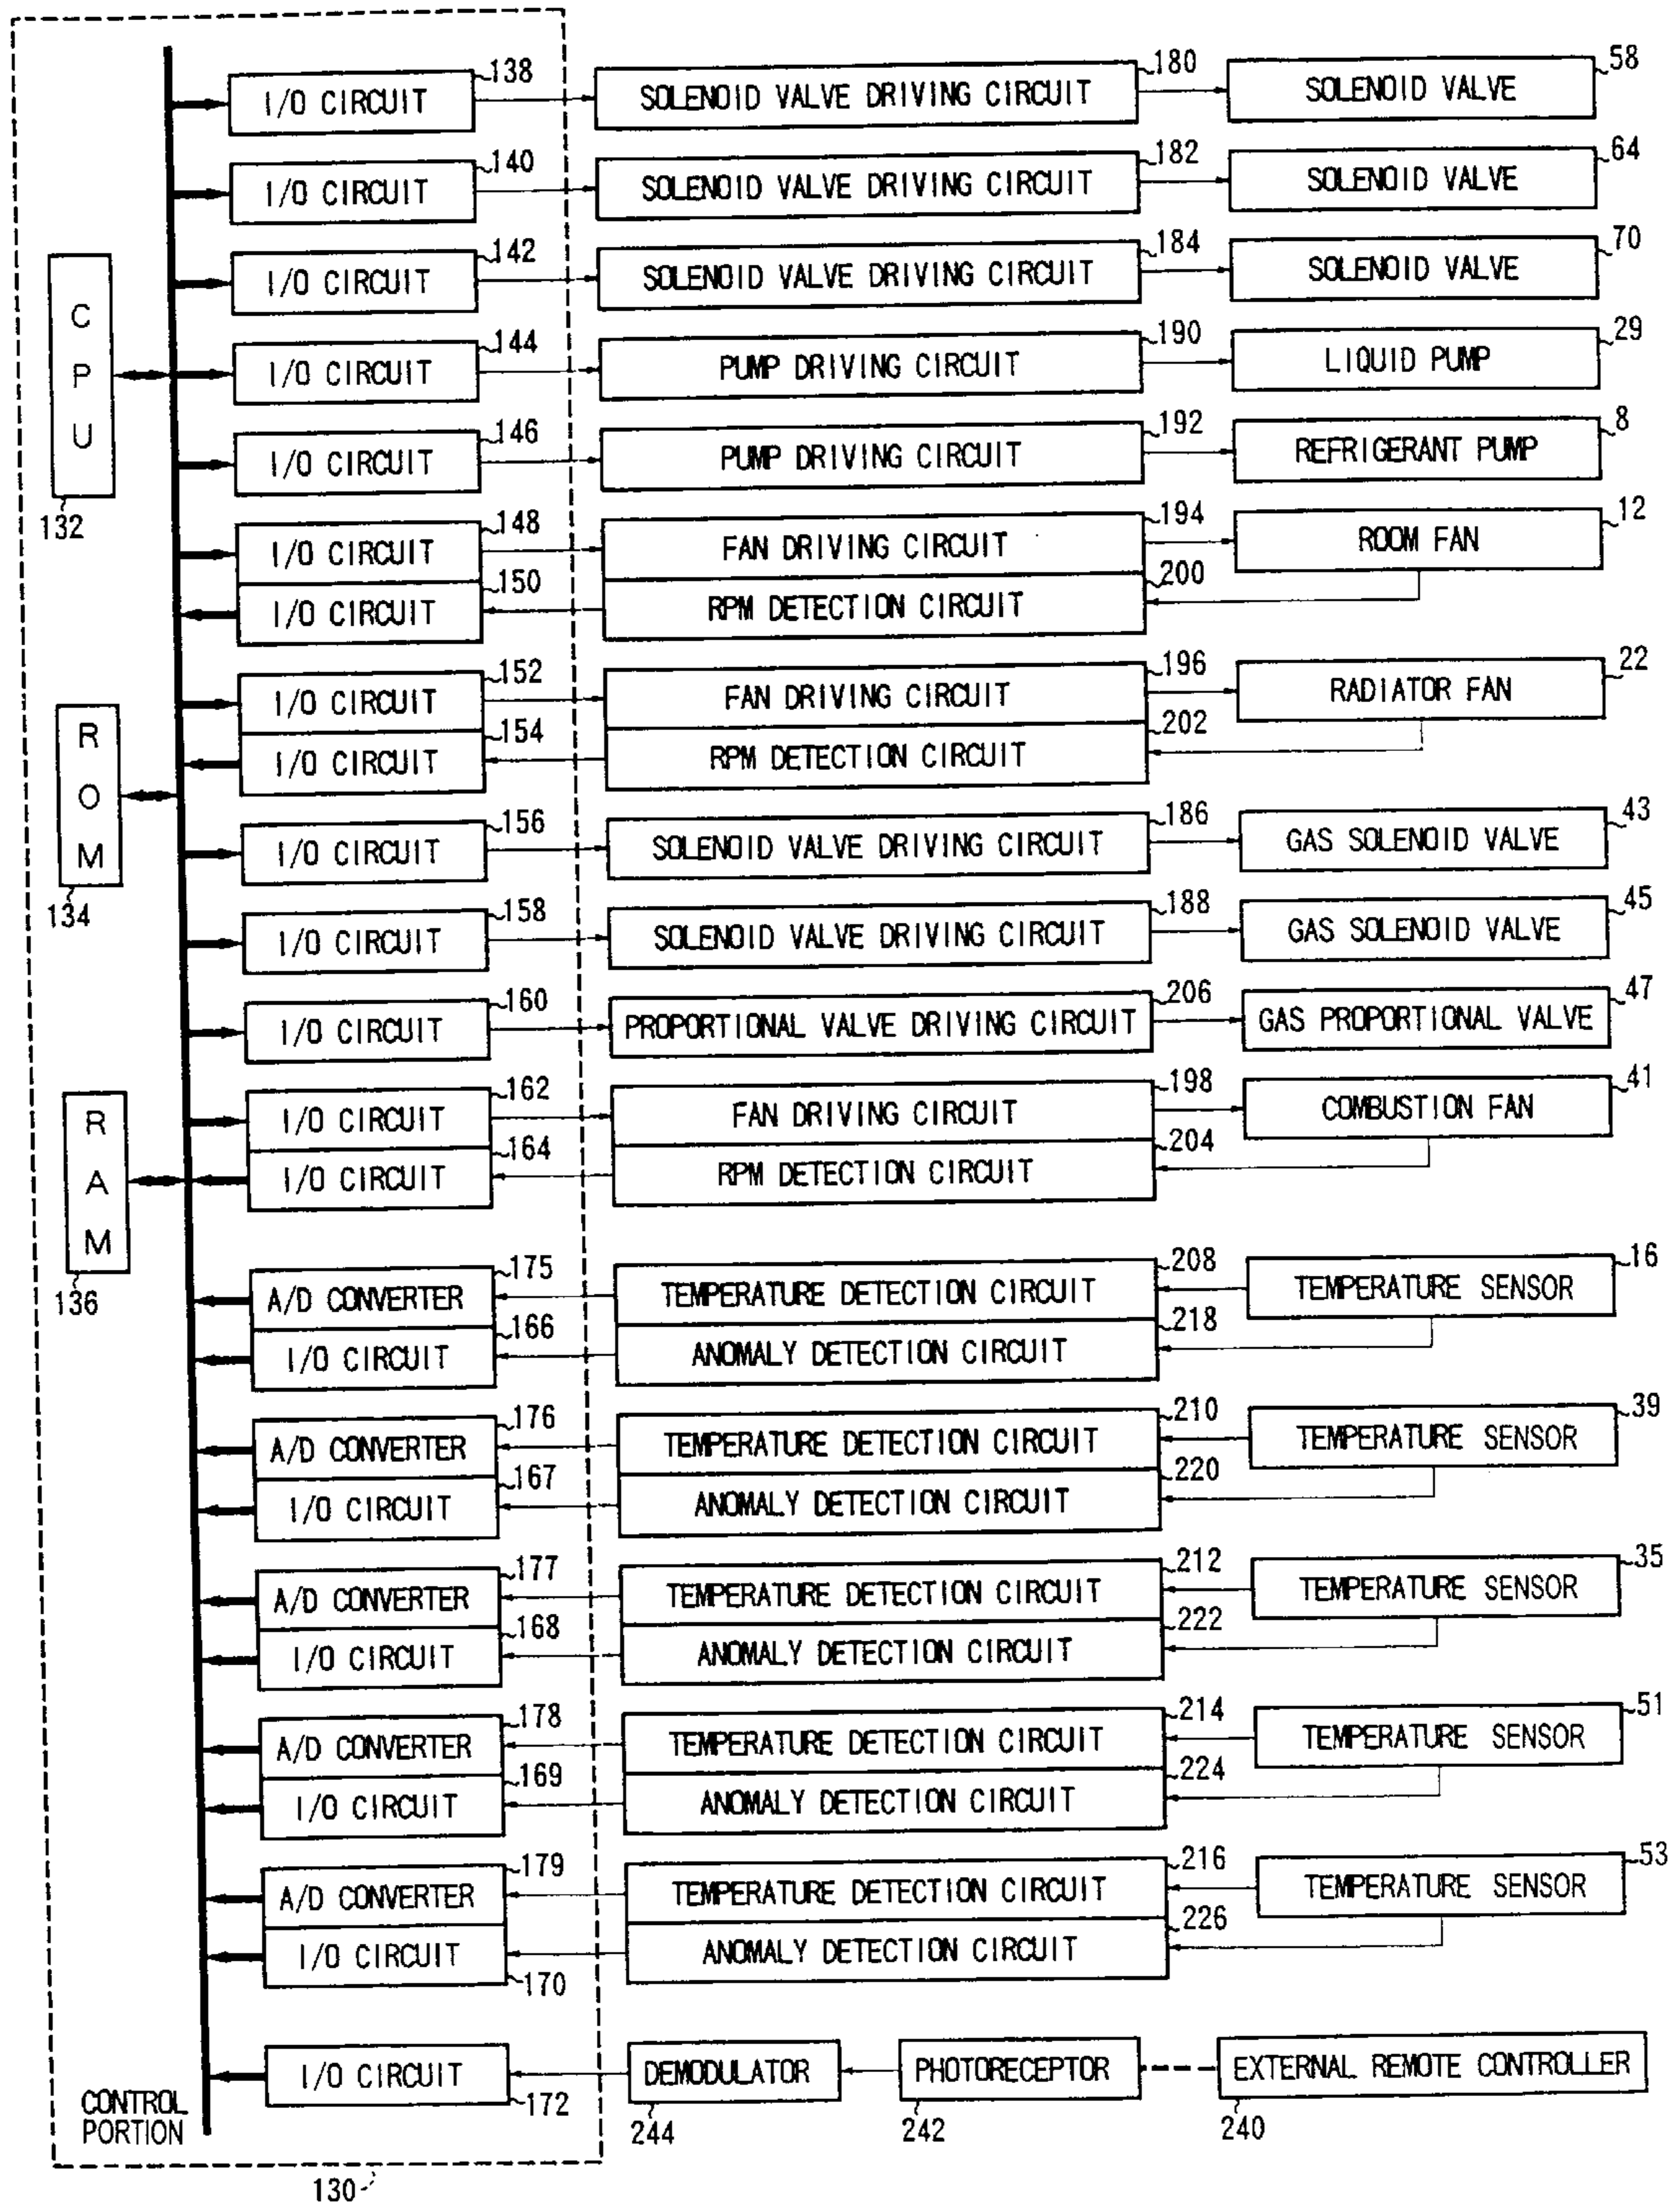 138 180 58
I/O CIRCUIT SOLENOID VALVE DRIVING CIRCUIT SOLENOID VALVE
140 182 64
I/O CIRCUIT SOLENOID VALVE DRIVING CIRCUIT SOLENOID VALVE
142 184 70
I/O CIRCUIT SOLENOID VALVE DRIVING CIRCUIT SOLENOID VALVE
C
P
U
132
144 190 29
I/O CIRCUIT PUMP DRIVING CIRCUIT LIQUID PUMP
146 192 8
I/O CIRCUIT PUMP DRIVING CIRCUIT REFRIGERANT PUMP
148 194 12
I/O CIRCUIT FAN DRIVING CIRCUIT ROOM FAN
150 200
I/O CIRCUIT RPM DETECTION CIRCUIT
152 196 22
I/O CIRCUIT FAN DRIVING CIRCUIT RADIATOR FAN
154 202
I/O CIRCUIT RPM DETECTION CIRCUIT
R
O
M
134
156 186 43
I/O CIRCUIT SOLENOID VALVE DRIVING CIRCUIT GAS SOLENOID VALVE
158 188 45
I/O CIRCUIT SOLENOID VALVE DRIVING CIRCUIT GAS SOLENOID VALVE
160 206 47
I/O CIRCUIT PROPORTIONAL VALVE DRIVING CIRCUIT GAS PROPORTIONAL VALVE
162 198 41
I/O CIRCUIT FAN DRIVING CIRCUIT COMBUSTION FAN
164 204
I/O CIRCUIT RPM DETECTION CIRCUIT
R
A
M
136
175 208 16
A/D CONVERTER TEMPERATURE DETECTION CIRCUIT TEMPERATURE SENSOR
166 218
I/O CIRCUIT ANOMALY DETECTION CIRCUIT
176 210 39
A/D CONVERTER TEMPERATURE DETECTION CIRCUIT TEMPERATURE SENSOR
167 220
I/O CIRCUIT ANOMALY DETECTION CIRCUIT
177 212 35
A/D CONVERTER TEMPERATURE DETECTION CIRCUIT TEMPERATURE SENSOR
168 222
I/O CIRCUIT ANOMALY DETECTION CIRCUIT
178 214 51
A/D CONVERTER TEMPERATURE DETECTION CIRCUIT TEMPERATURE SENSOR
169 224
I/O CIRCUIT ANOMALY DETECTION CIRCUIT
179 216 53
A/D CONVERTER TEMPERATURE DETECTION CIRCUIT TEMPERATURE SENSOR
226
I/O CIRCUIT ANOMALY DETECTION CIRCUIT
170
I/O CIRCUIT DEMODULATOR PHOTORECEPTOR EXTERNAL REMOTE CONTROLLER
172 244 242 240
CONTROL
PORTION
130